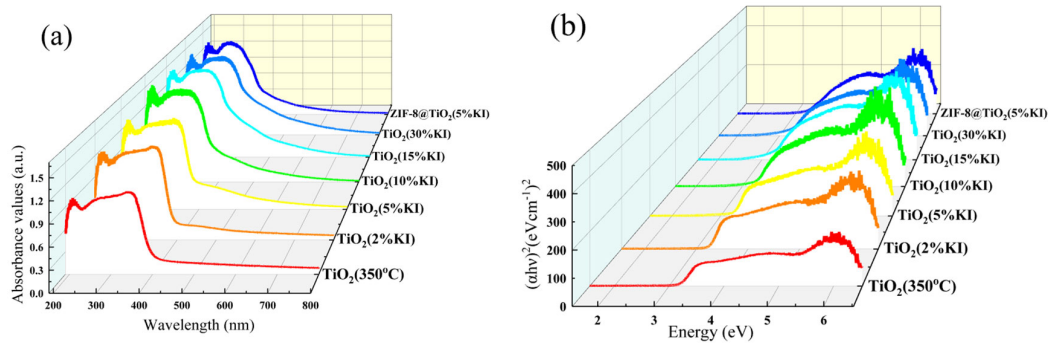 (a)
Absorbance values (a.u.)
1.5
1.2
0.9
0.6
0.3
0.0
200 300 400 500 600 700 800
Wavelength (nm)
ZIF-8@TiO₂(5%KI)
TiO₂(30%KI)
TiO₂(15%KI)
TiO₂(10%KI)
TiO₂(5%KI)
TiO₂(2%KI)
TiO₂(350°C)
(b)
(αhν)²(eVcm⁻¹)²
500
400
300
200
100
0
2 3 4 5 6
Energy (eV)
ZIF-8@TiO₂(5%KI)
TiO₂(30%KI)
TiO₂(15%KI)
TiO₂(10%KI)
TiO₂(5%KI)
TiO₂(2%KI)
TiO₂(350°C)